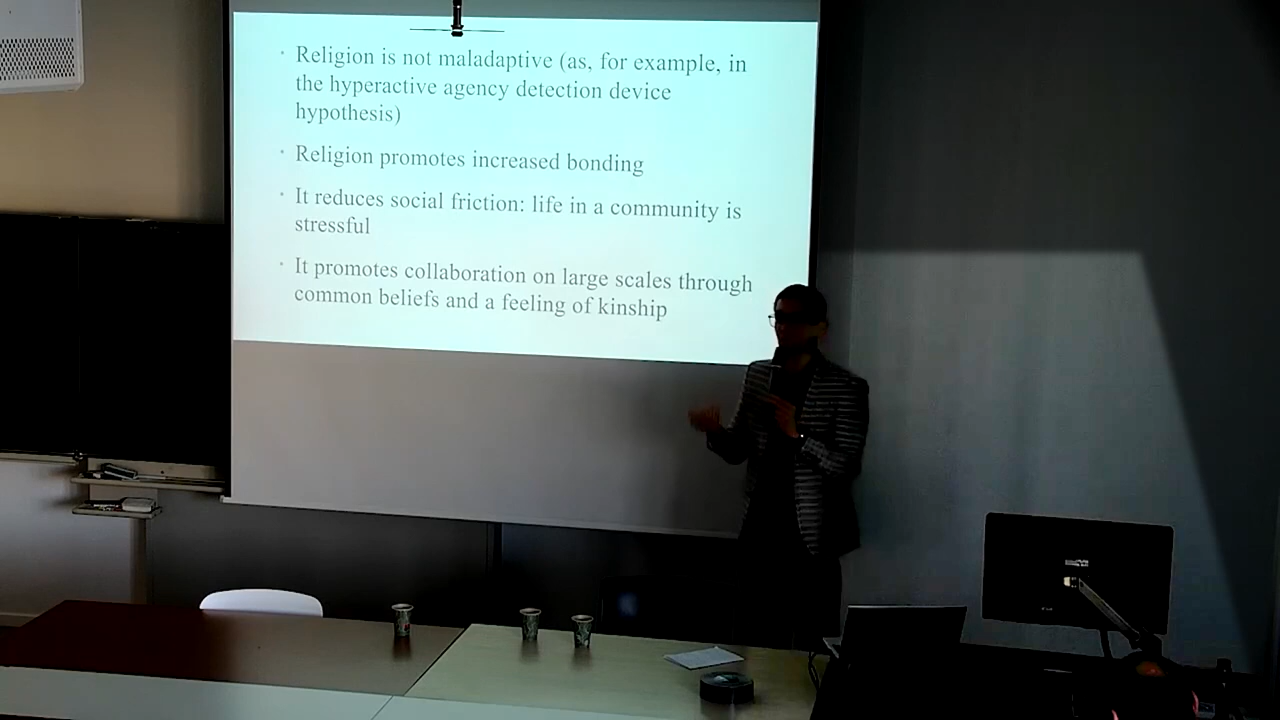 · Religion is not maladaptive (as, for example, in
the hyperactive agency detection device
hypothesis)
· Religion promotes increased bonding
· It reduces social friction: life in a community is
stressful
· It promotes collaboration on large scales through
common beliefs and a feeling of kinship